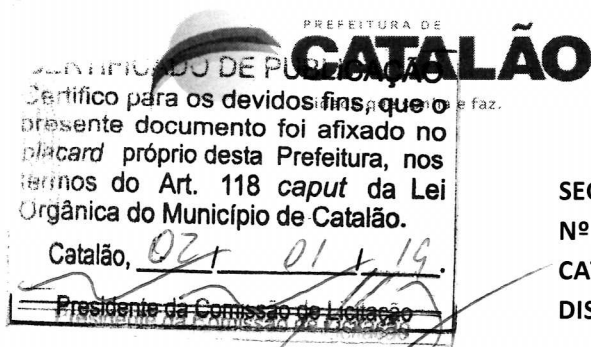 PREFEITURA DE
CATALÃO
e faz.
DE PUBLICAÇÃO
Certifico para os devidos fins, que o
presente documento foi afixado no
placard próprio desta Prefeitura, nos
termos do Art. 118 caput da Lei
Orgânica do Município de Catalão.
Catalão, 02 / 01 / 19.
Presidente da Comissão de Licitação
SEC
Nº
CAT
DIS